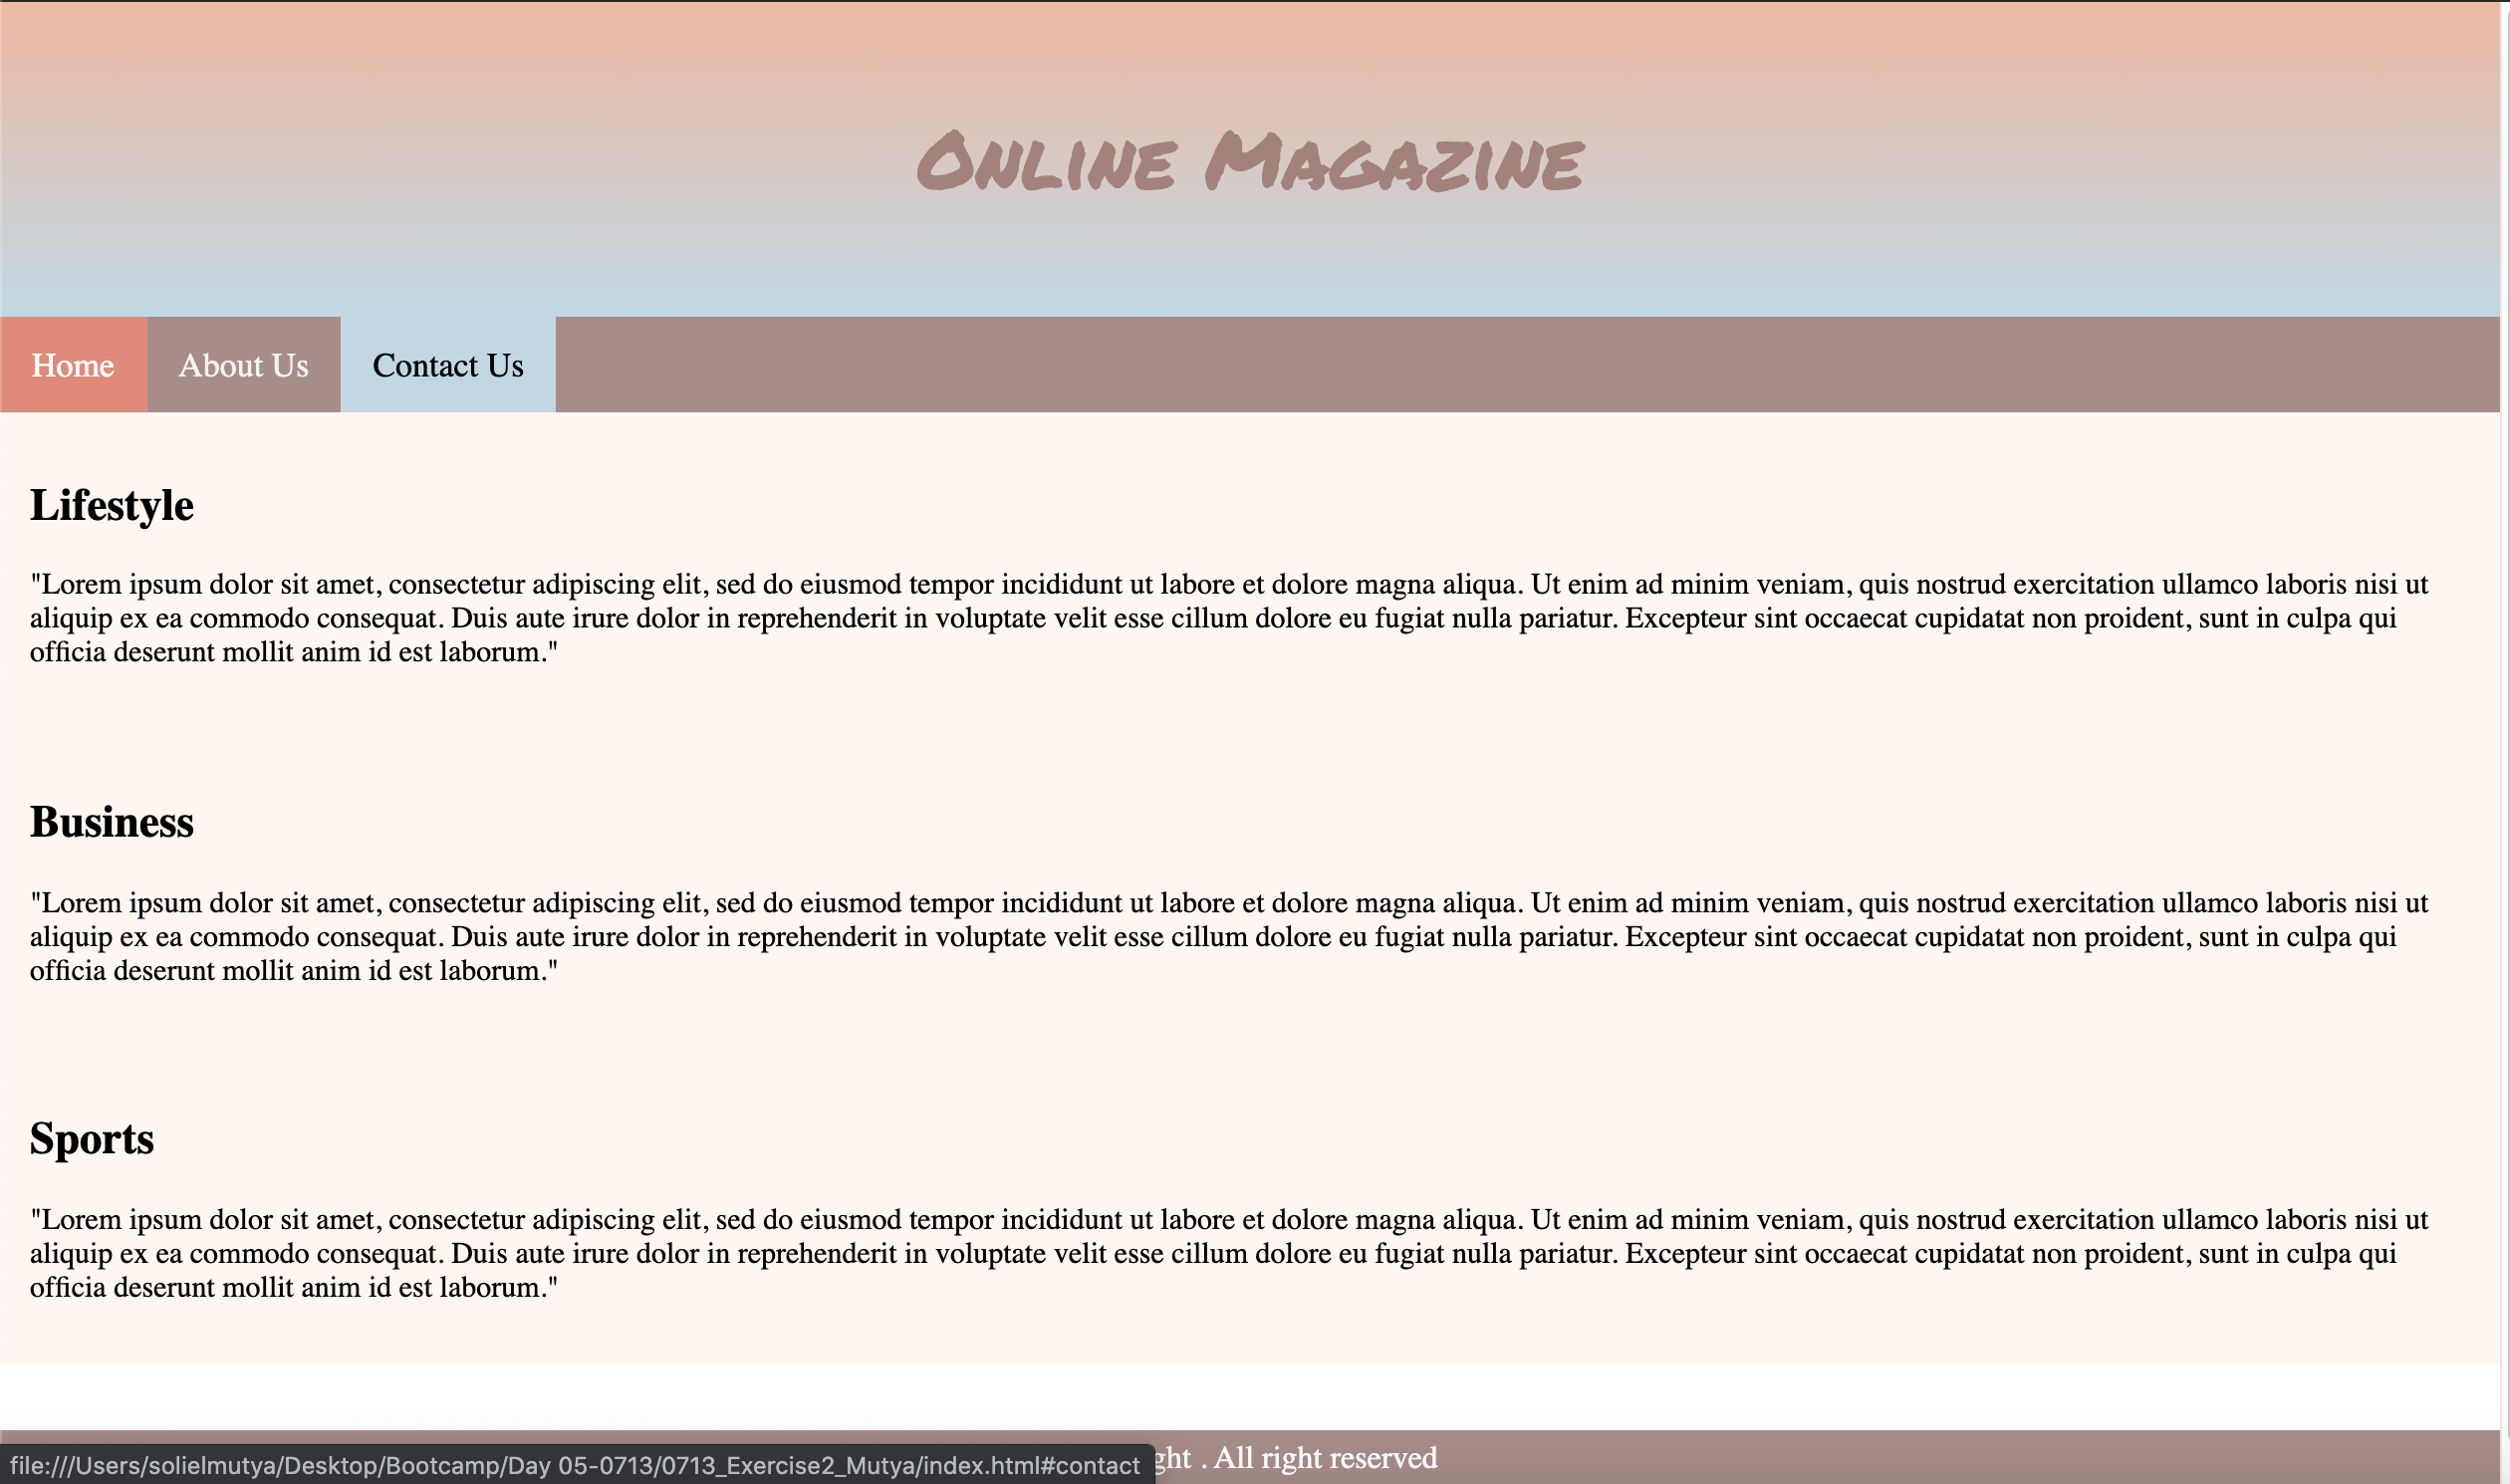 Online Magazine
Home
About Us
Contact Us
Lifestyle
"Lorem ipsum dolor sit amet, consectetur adipiscing elit, sed do eiusmod tempor incididunt ut labore et dolore magna aliqua. Ut enim ad minim veniam, quis nostrud exercitation ullamco laboris nisi ut
aliquip ex ea commodo consequat. Duis aute irure dolor in reprehenderit in voluptate velit esse cillum dolore eu fugiat nulla pariatur. Excepteur sint occaecat cupidatat non proident, sunt in culpa qui
officia deserunt mollit anim id est laborum."
Business
"Lorem ipsum dolor sit amet, consectetur adipiscing elit, sed do eiusmod tempor incididunt ut labore et dolore magna aliqua. Ut enim ad minim veniam, quis nostrud exercitation ullamco laboris nisi ut
aliquip ex ea commodo consequat. Duis aute irure dolor in reprehenderit in voluptate velit esse cillum dolore eu fugiat nulla pariatur. Excepteur sint occaecat cupidatat non proident, sunt in culpa qui
officia deserunt mollit anim id est laborum."
Sports
"Lorem ipsum dolor sit amet, consectetur adipiscing elit, sed do eiusmod tempor incididunt ut labore et dolore magna aliqua. Ut enim ad minim veniam, quis nostrud exercitation ullamco laboris nisi ut
aliquip ex ea commodo consequat. Duis aute irure dolor in reprehenderit in voluptate velit esse cillum dolore eu fugiat nulla pariatur. Excepteur sint occaecat cupidatat non proident, sunt in culpa qui
officia deserunt mollit anim id est laborum."
ght . All right reserved
file:///Users/solielmutya/Desktop/Bootcamp/Day 05-0713/0713_Exercise2_Mutya/index.html#contact